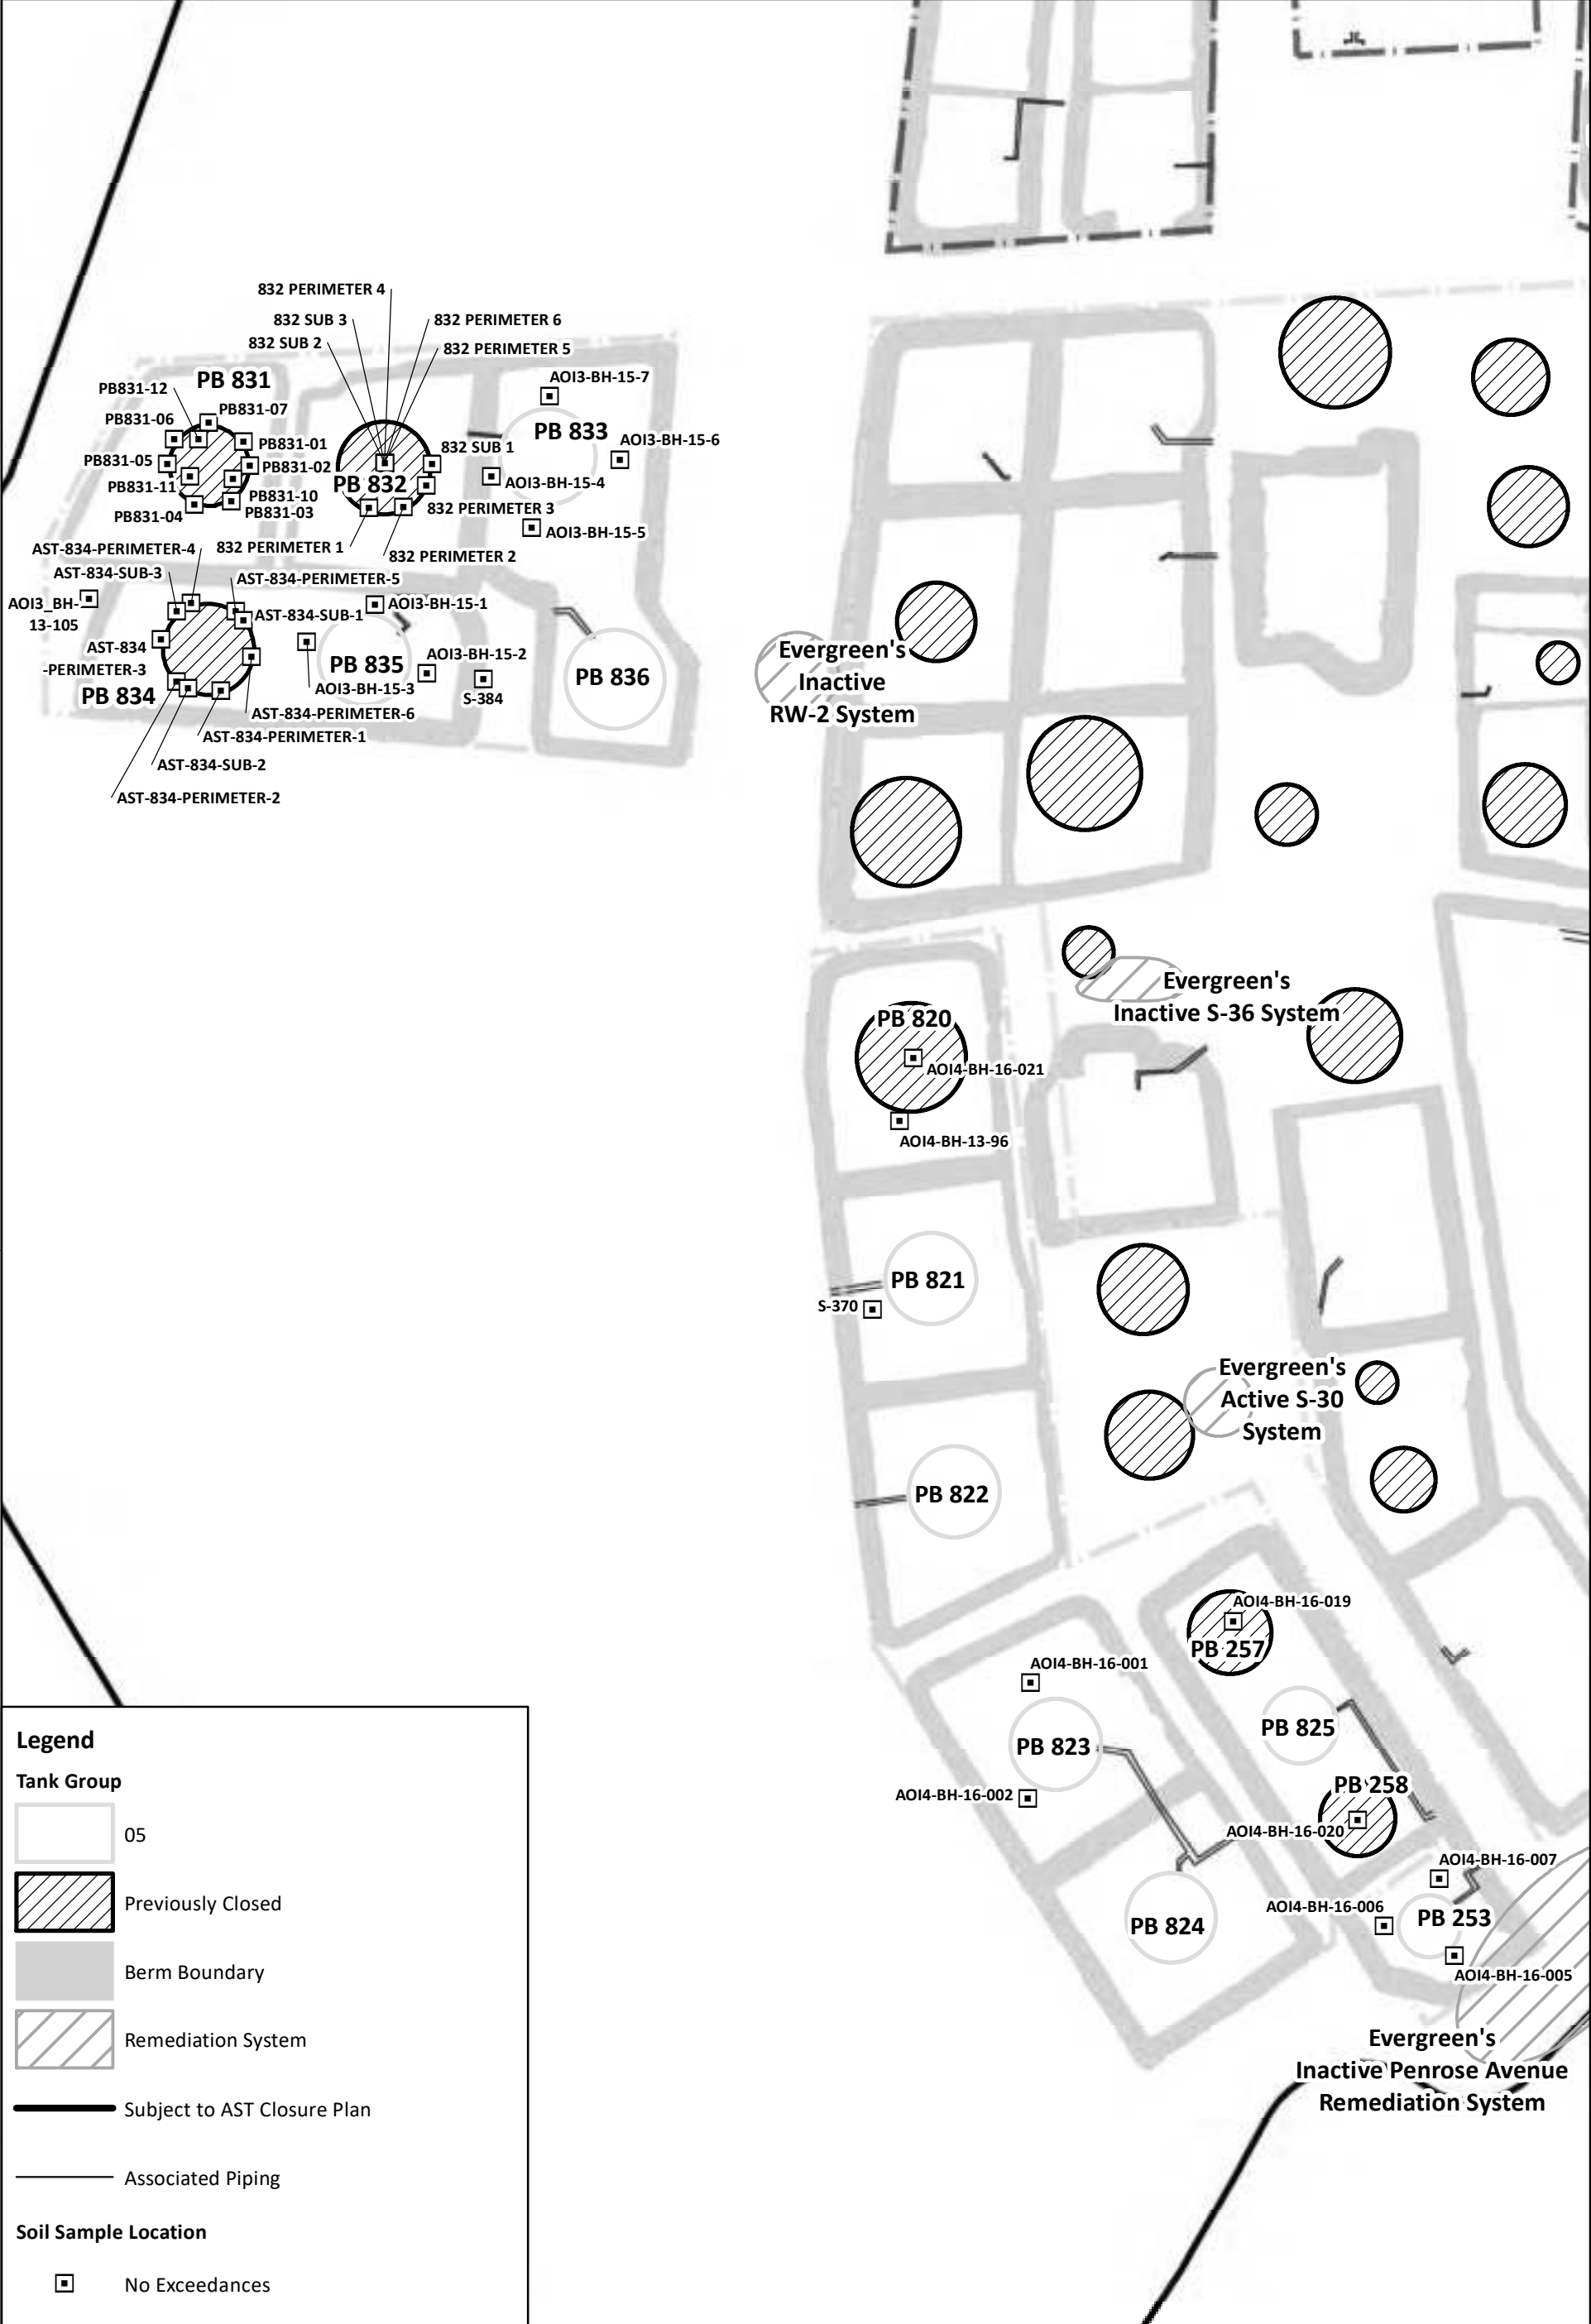 832 PERIMETER 4
832 SUB 3
832 PERIMETER 6
832 SUB 2
832 PERIMETER 5
PB831-12
PB 831
AOI3-BH-15-7
PB831-06
PB831-07
PB 833
PB831-01
832 SUB 1
AOI3-BH-15-6
PB831-05
PB831-02
PB831-11
PB 832
AOI3-BH-15-4
PB831-10
PB831-03
PB831-04
832 PERIMETER 3
AOI3-BH-15-5
AST-834-PERIMETER-4
832 PERIMETER 1
832 PERIMETER 2
AST-834-SUB-3
AST-834-PERIMETER-5
AOI3_BH-
13-105
AOI3-BH-15-1
AST-834-SUB-1
AST-834
-PERIMETER-3
AOI3-BH-15-2
PB 835
PB 836
PB 834
AOI3-BH-15-3
S-384
AST-834-PERIMETER-6
AST-834-PERIMETER-1
AST-834-SUB-2
AST-834-PERIMETER-2
Evergreen's
Inactive
RW-2 System
Evergreen's
Inactive S-36 System
PB 820
AOI4-BH-16-021
AOI4-BH-13-96
PB 821
S-370
Evergreen's
Active S-30
System
PB 822
AOI4-BH-16-019
PB 257
AOI4-BH-16-001
PB 825
PB 823
PB 258
AOI4-BH-16-002
AOI4-BH-16-020
AOI4-BH-16-007
AOI4-BH-16-006
PB 253
PB 824
AOI4-BH-16-005
Evergreen's
Inactive Penrose Avenue
Remediation System
Legend
Tank Group
05
Previously Closed
Berm Boundary
Remediation System
Subject to AST Closure Plan
Associated Piping
Soil Sample Location
No Exceedances